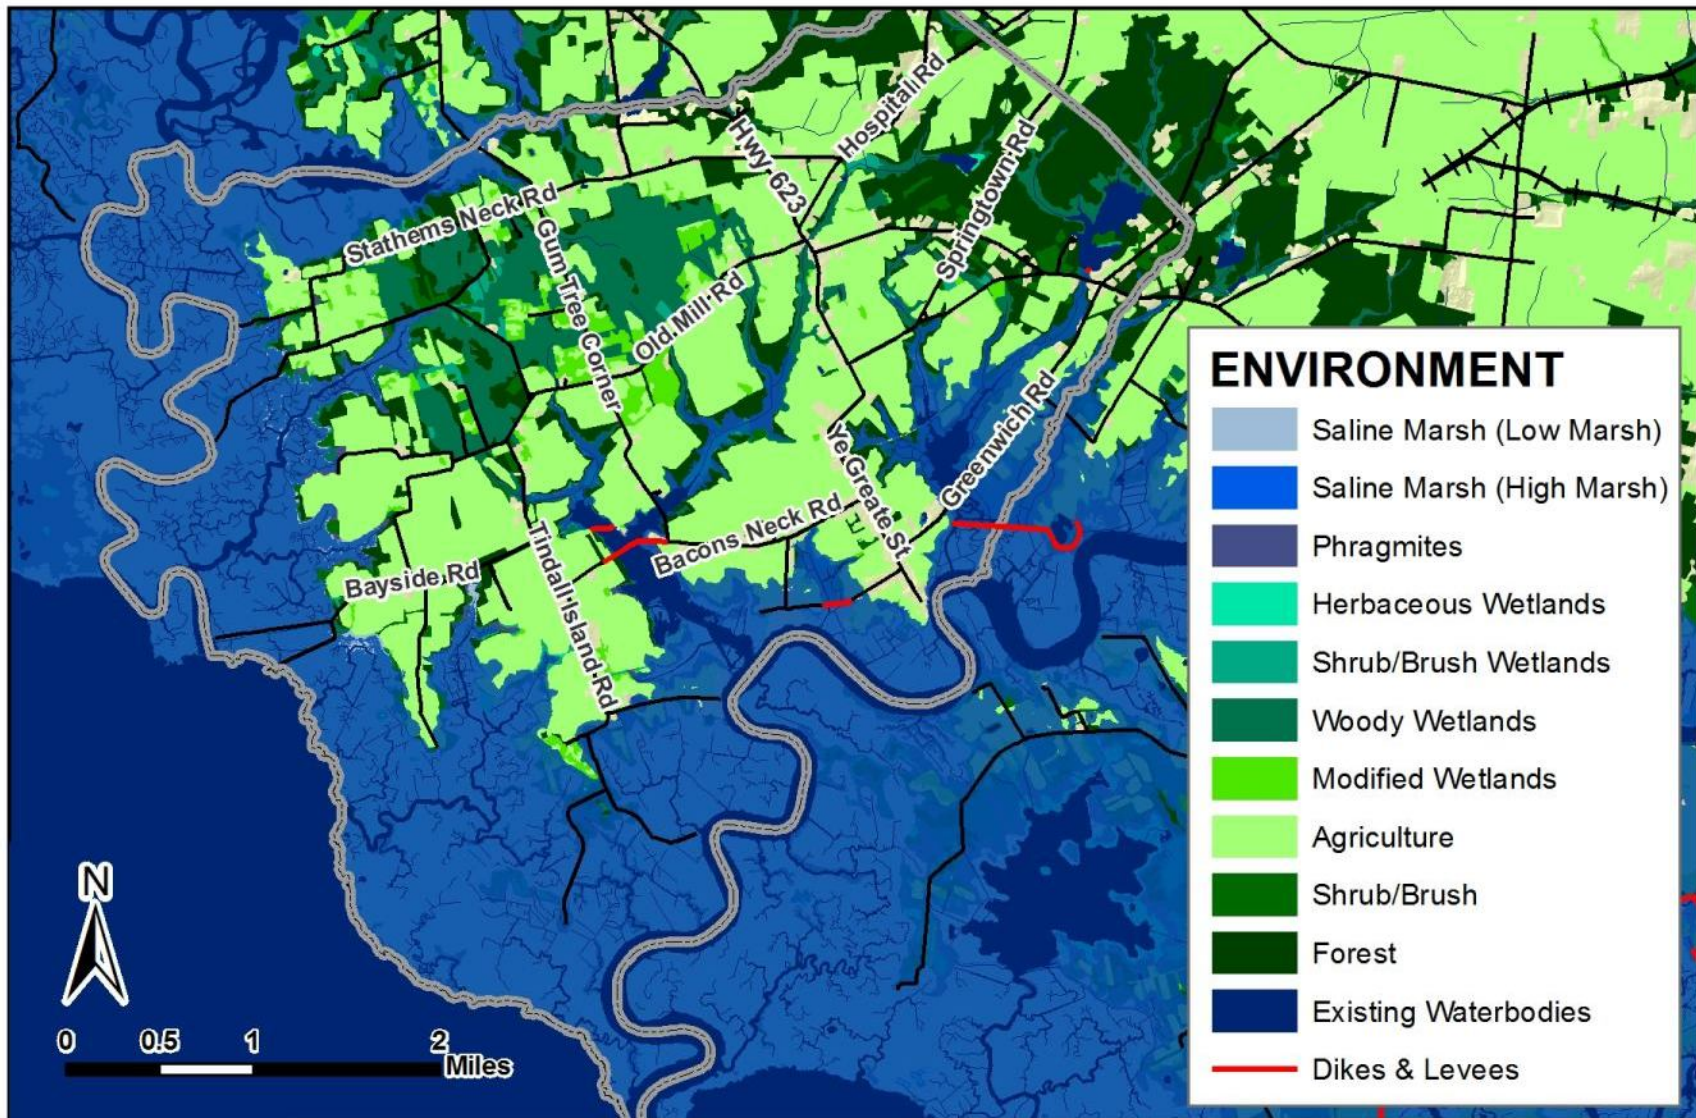 Hospital Rd
Hwy 623
Springtown Rd
Stathems Neck Rd
Gum Tree Corner
Old Mill Rd
Greenwich Rd
Ye Greate St
Bacons Neck Rd
Tindall Island Rd
Bayside Rd
N
0 0.5 1 2
Miles
ENVIRONMENT
Saline Marsh (Low Marsh)
Saline Marsh (High Marsh)
Phragmites
Herbaceous Wetlands
Shrub/Brush Wetlands
Woody Wetlands
Modified Wetlands
Agriculture
Shrub/Brush
Forest
Existing Waterbodies
Dikes & Levees